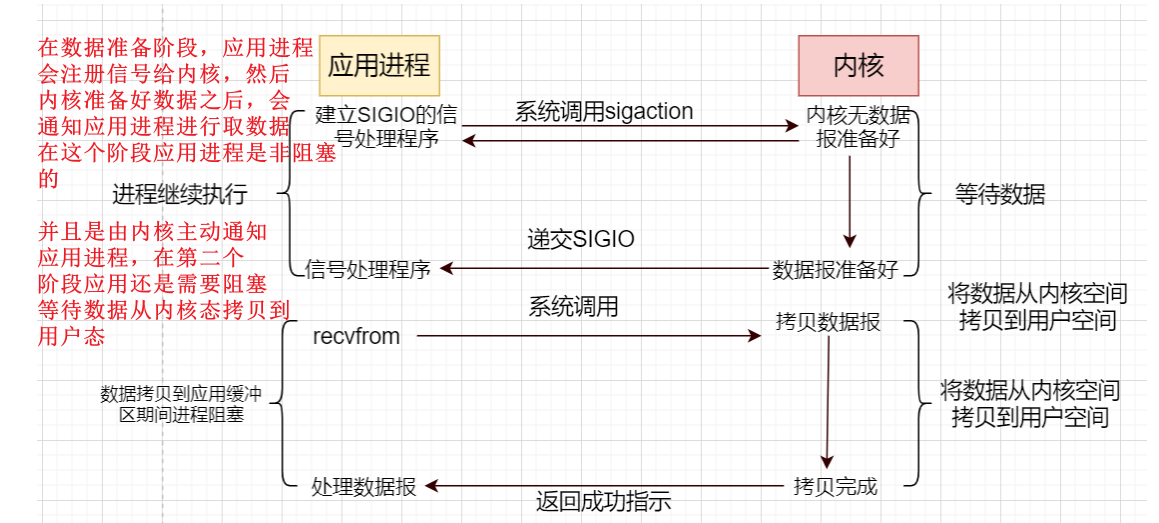 在数据准备阶段，应用进程
会注册信号给内核，然后
内核准备好数据之后，会
通知应用进程进行取数据
在这个阶段应用进程是非阻塞
的
并且是由内核主动通知
应用进程，在第二个
阶段应用还是需要阻塞
等待数据从内核态拷贝到
用户态
应用进程
内核
建立SIGIO的信
号处理程序
系统调用sigaction
内核无数据
报准备好
进程继续执行
等待数据
递交SIGIO
信号处理程序
数据报准备好
将数据从内核空间
拷贝到用户空间
系统调用
recvfrom
拷贝数据报
数据拷贝到应用缓冲
区期间进程阻塞
将数据从内核空间
拷贝到用户空间
处理数据报
返回成功指示
拷贝完成